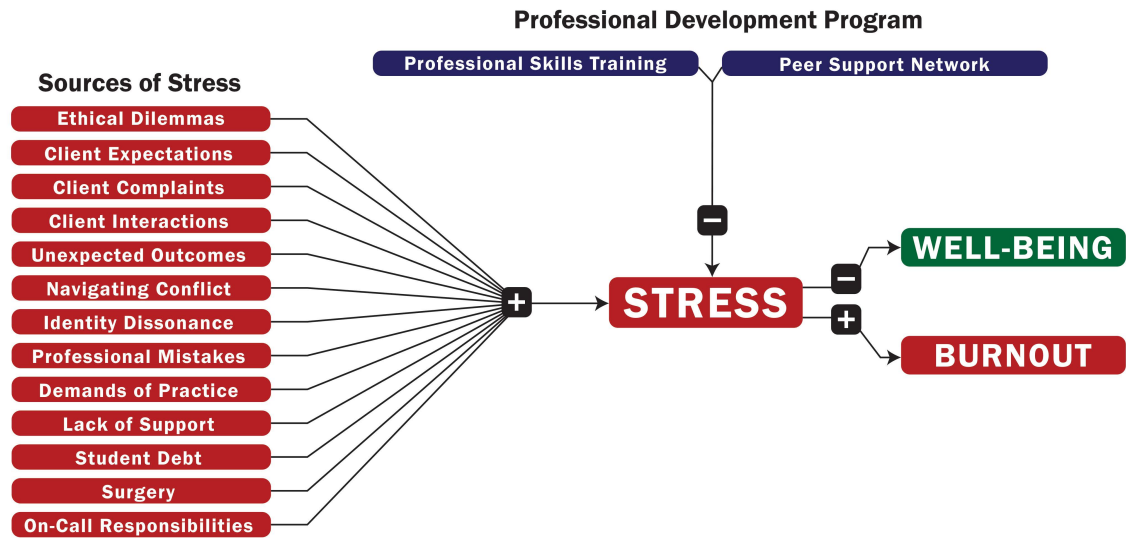 Professional Development Program
Professional Skills Training
Peer Support Network
Sources of Stress
Ethical Dilemmas
Client Expectations
Client Complaints
Client Interactions
Unexpected Outcomes
Navigating Conflict
Identity Dissonance
Professional Mistakes
Demands of Practice
Lack of Support
Student Debt
Surgery
On-Call Responsibilities
+
−
STRESS
−
+
WELL-BEING
BURNOUT